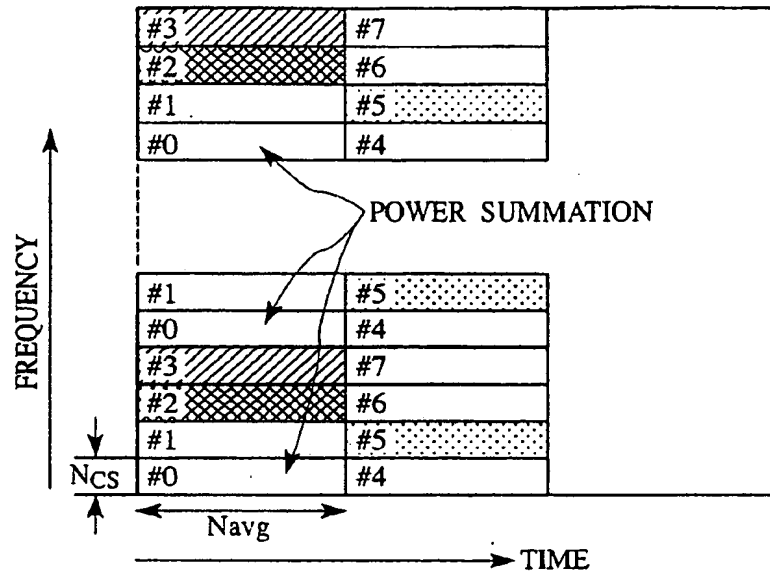 #3 #7
#2 #6
#1 #5
#0 #4
POWER SUMMATION
#1 #5
#0 #4
#3 #7
#2 #6
#1 #5
#0 #4
FREQUENCY
NCS
Navg
TIME